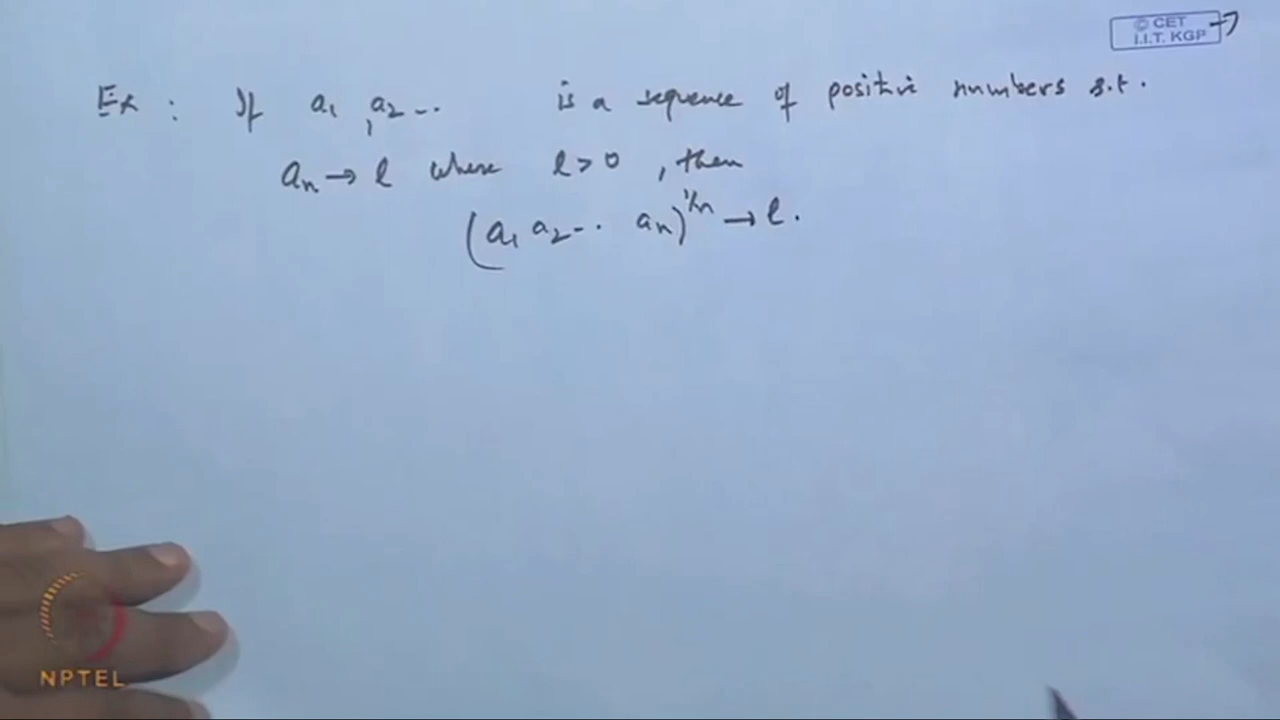 © CET
I.I.T. KGP
Ex : If a₁, a₂ -.. is a sequence of positive numbers s.t.
aₙ → l where l > 0 , then
(a₁ a₂ -.. aₙ)^{1/n} → l.
NPTEL